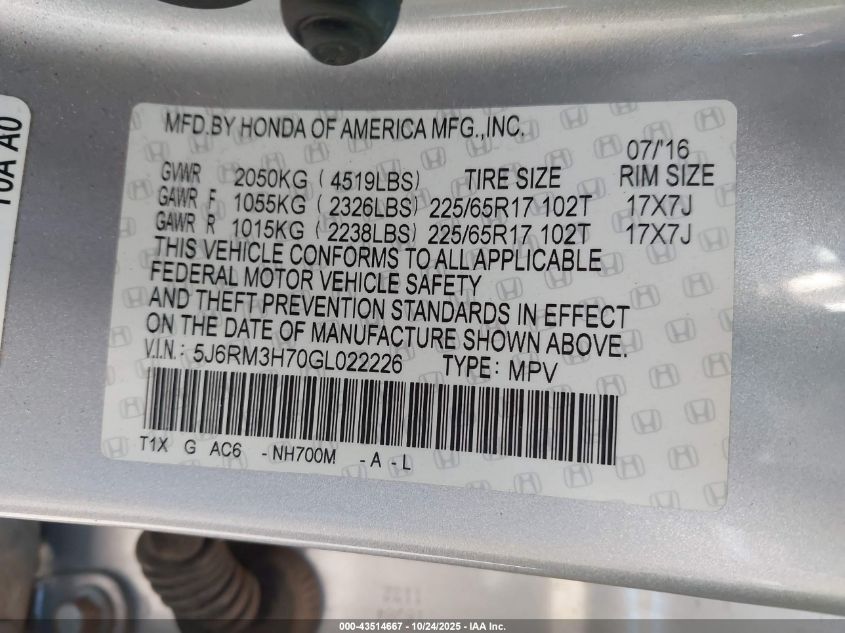 10A A0
MFD.BY HONDA OF AMERICA MFG.,INC.
07/'16
GVWR 2050KG ( 4519LBS) TIRE SIZE RIM SIZE
GAWR F 1055KG ( 2326LBS) 225/65R17 102T 17X7J
GAWR R 1015KG ( 2238LBS) 225/65R17 102T 17X7J
THIS VEHICLE CONFORMS TO ALL APPLICABLE
FEDERAL MOTOR VEHICLE SAFETY
AND THEFT PREVENTION STANDARDS IN EFFECT
ON THE DATE OF MANUFACTURE SHOWN ABOVE.
V.I.N.: 5J6RM3H70GL022226 TYPE: MPV
T1X G AC6 -NH700M -A -L
000-43514667 - 10/24/2025 - IAA Inc.